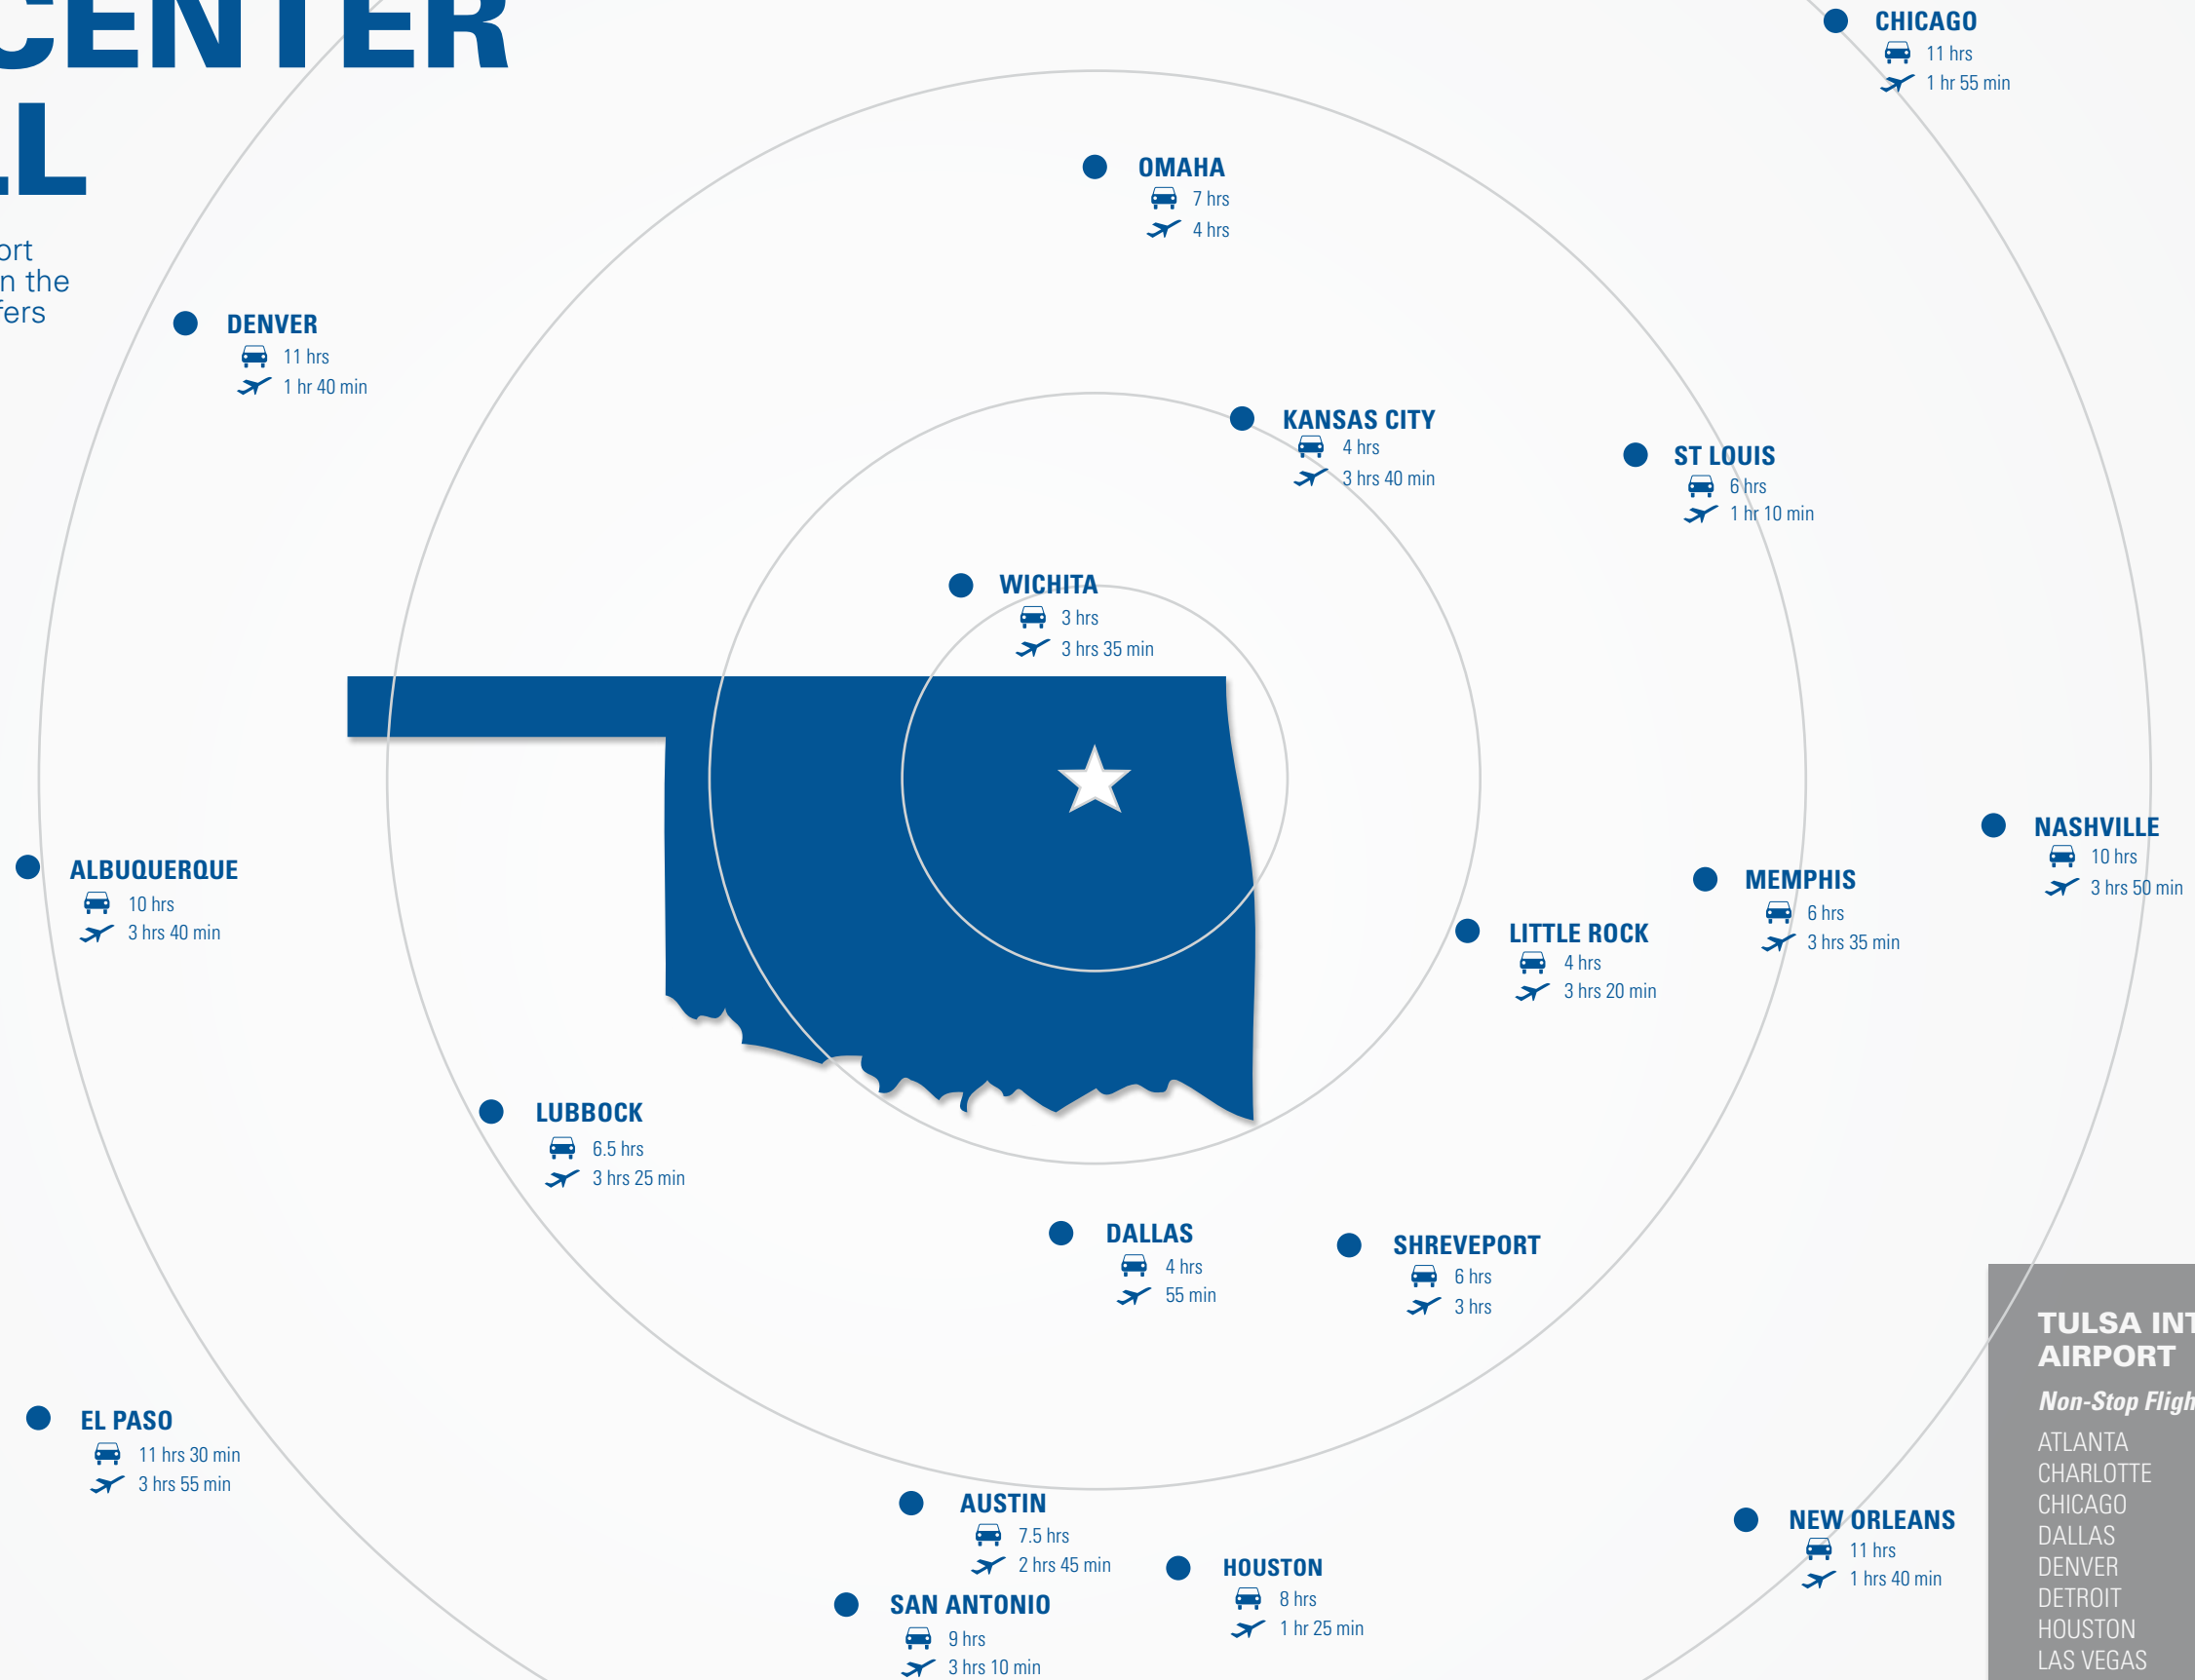 CENTER
LL
ort
n the
fers
CHICAGO
11 hrs
1 hr 55 min
OMAHA
7 hrs
4 hrs
DENVER
11 hrs
1 hr 40 min
KANSAS CITY
4 hrs
3 hrs 40 min
ST LOUIS
6 hrs
1 hr 10 min
WICHITA
3 hrs
3 hrs 35 min
NASHVILLE
10 hrs
3 hrs 50 min
ALBUQUERQUE
10 hrs
3 hrs 40 min
MEMPHIS
6 hrs
3 hrs 35 min
LITTLE ROCK
4 hrs
3 hrs 20 min
LUBBOCK
6.5 hrs
3 hrs 25 min
DALLAS
4 hrs
55 min
SHREVEPORT
6 hrs
3 hrs
EL PASO
11 hrs 30 min
3 hrs 55 min
AUSTIN
7.5 hrs
2 hrs 45 min
HOUSTON
8 hrs
1 hr 25 min
SAN ANTONIO
9 hrs
3 hrs 10 min
NEW ORLEANS
11 hrs
1 hrs 40 min
TULSA INT
AIRPORT
Non-Stop Fligh
ATLANTA
CHARLOTTE
CHICAGO
DALLAS
DENVER
DETROIT
HOUSTON
LAS VEGAS